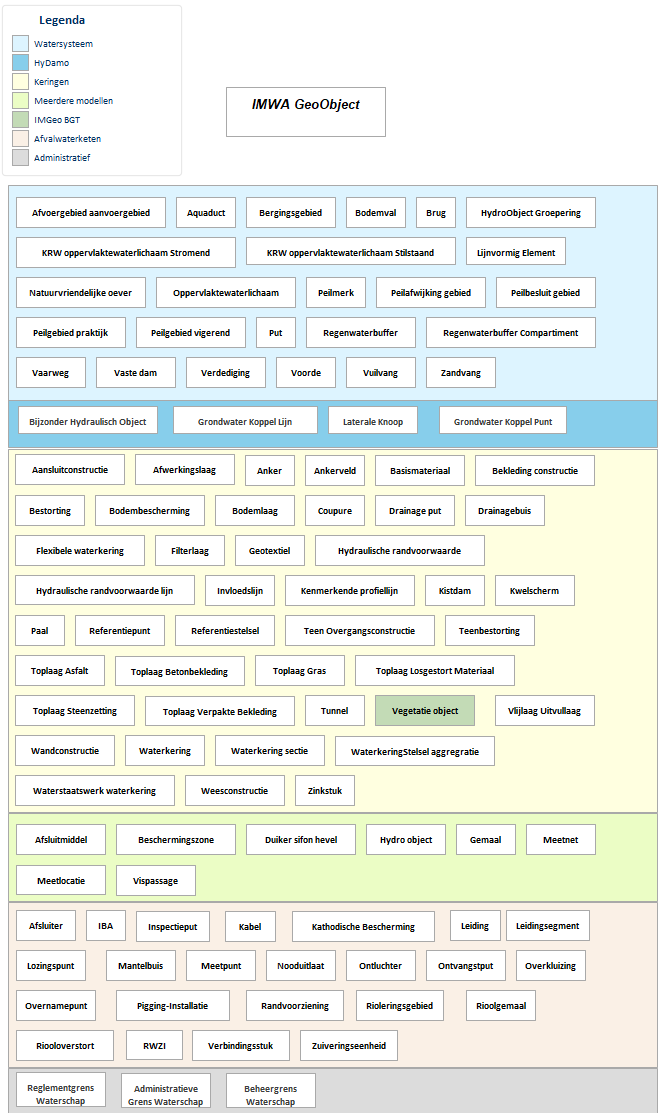 Legenda
Watersysteem
HyDamo
Keringen
Meerdere modellen
IMGeo BGT
Afvalwaterketen
Administratief
IMWA GeoObject
Afvoergebied aanvoergebied Aquaduct Bergingsgebied Bodemval Brug HydroObject Groepering
KRW oppervlaktewaterlichaam Stromend KRW oppervlaktewaterlichaam Stilstaand Lijnvormig Element
Natuurvriendelijke oever Oppervlaktewaterlichaam Peilmerk Peilafwijking gebied Peilbesluit gebied
Peilgebied praktijk Peilgebied vigerend Put Regenwaterbuffer Regenwaterbuffer Compartiment
Vaarweg Vaste dam Verdediging Voorde Vuilvang Zandvang
Bijzonder Hydraulisch Object Grondwater Koppel Lijn Laterale Knoop Grondwater Koppel Punt
Aansluitconstructie Afwerkingslaag Anker Ankerveld Basismateriaal Bekleding constructie
Bestorting Bodembescherming Bodemlaag Coupure Drainage put Drainagebuis
Flexibele waterkering Filterlaag Geotextiel Hydraulische randvoorwaarde
Hydraulische randvoorwaarde lijn Invloedslijn Kenmerkende profiellijn Kistdam Kwelscherm
Paal Referentiepunt Referentiestelsel Teen Overgangsconstructie Teenbestorting
Toplaag Asfalt Toplaag Betonbekleding Toplaag Gras Toplaag Losgestort Materiaal
Toplaag Steenzetting Toplaag Verpakte Bekleding Tunnel Vegetatie object Vlijlaag Uitvullaag
Wandconstructie Waterkering Waterkering sectie WaterkeringStelsel aggregratie
Waterstaatswerk waterkering Weesconstructie Zinkstuk
Afsluitmiddel Beschermingszone Duiker sifon hevel Hydro object Gemaal Meetnet
Meetlocatie Vispassage
Afsluiter IBA Inspectieput Kabel Kathodische Bescherming Leiding Leidingsegment
Lozingspunt Mantelbuis Meetpunt Nooduitlaat Ontluchter Ontvangstput Overkluizing
Overnamepunt Pigging-Installatie Randvoorziening Rioleringsgebied Rioolgemaal
Riooloverstort RWZI Verbindingsstuk Zuiveringseenheid
Reglementgrens Administratieve Beheergrens
Waterschap Grens Waterschap Waterschap